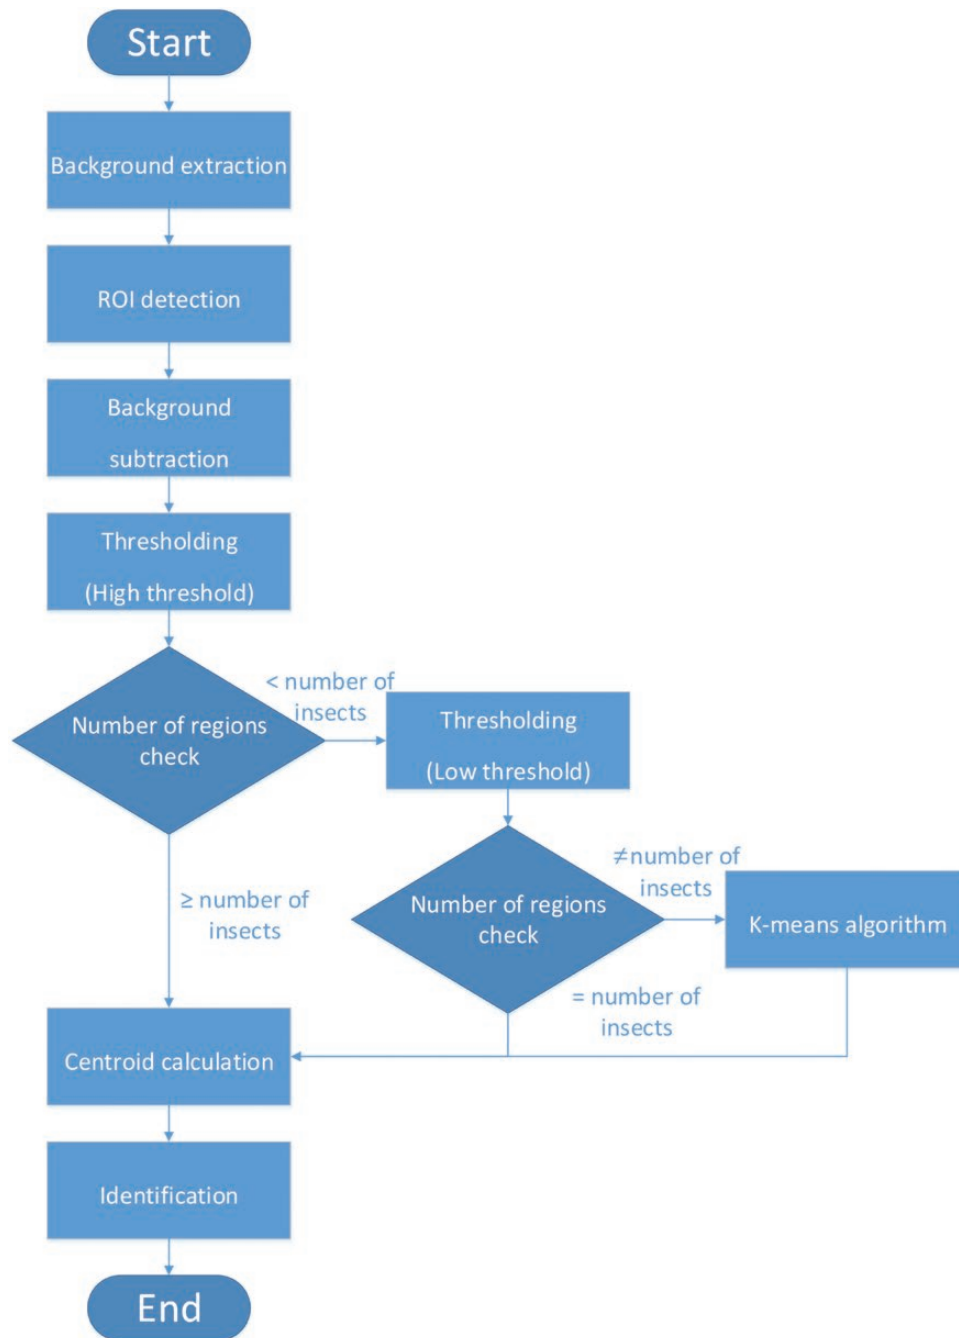 Start
Background extraction
ROI detection
Background
subtraction
Thresholding
(High threshold)
Number of regions
check
< number of
insects
Thresholding
(Low threshold)
≥ number of
insects
Number of regions
check
≠number of
insects
K-means algorithm
= number of
insects
Centroid calculation
Identification
End